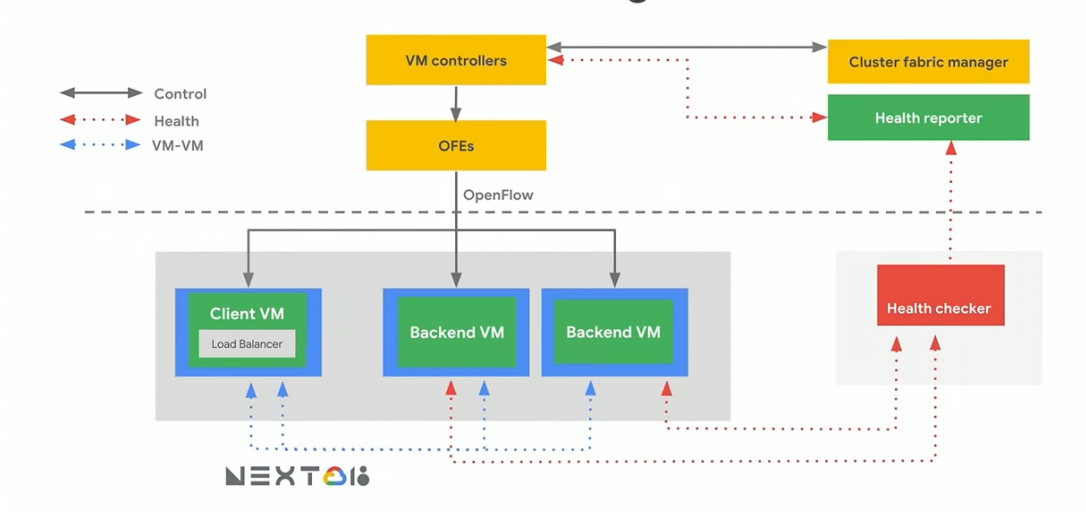 VM controllers
Cluster fabric manager
Control
Health
VM-VM
Health reporter
OFEs
OpenFlow
Client VM
Load Balancer
Backend VM
Backend VM
Health checker
NEXT18